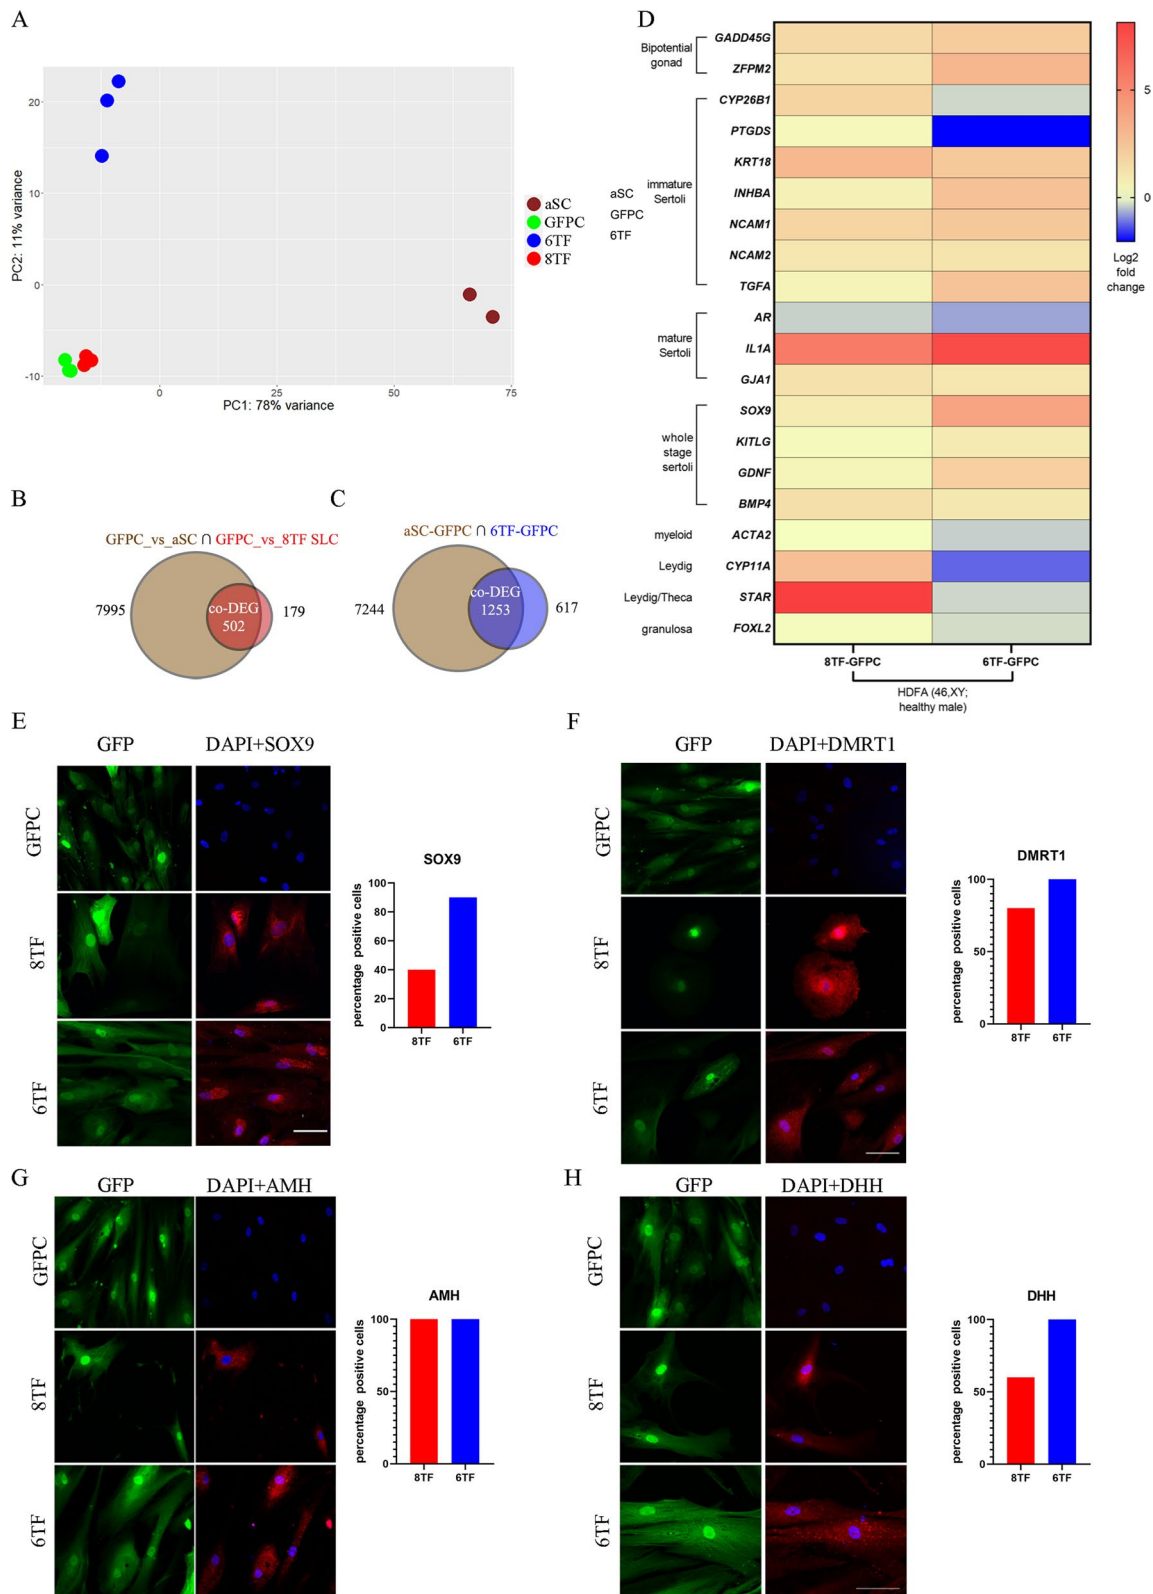 A
20
10
0
-10
PC2: 11% variance
0
25
50
75
PC1: 78% variance
aSC
GFPC
6TF
8TF
B
GFPC_vs_aSC ∩ GFPC_vs_8TF SLC
7995
co-DEG
502
179
C
aSC-GFPC ∩ 6TF-GFPC
7244
co-DEG
1253
617
D
aSC
GFPC
6TF
Bipotential
gonad
immature
Sertoli
mature
Sertoli
whole
stage
sertoli
myeloid
Leydig
Leydig/Theca
granulosa
GADD45G
ZFPM2
CYP26B1
PTGDS
KRT18
INHBA
NCAM1
NCAM2
TGFA
AR
IL1A
GJA1
SOX9
KITLG
GDNF
BMP4
ACTA2
CYP11A
STAR
FOXL2
8TF-GFPC
6TF-GFPC
HDFA (46,XY;
healthy male)
5
0
Log2
fold
change
E
GFP
DAPI+SOX9
GFPC
8TF
6TF
SOX9
percentage positive cells
100
80
60
40
20
0
8TF
6TF
F
GFP
DAPI+DMRT1
GFPC
8TF
6TF
DMRT1
percentage positive cells
100
50
0
8TF
6TF
G
GFP
DAPI+AMH
GFPC
8TF
6TF
AMH
percentage positive cells
100
50
0
8TF
6TF
H
GFP
DAPI+DHH
GFPC
8TF
6TF
DHH
percentage positive cells
100
50
0
8TF
6TF